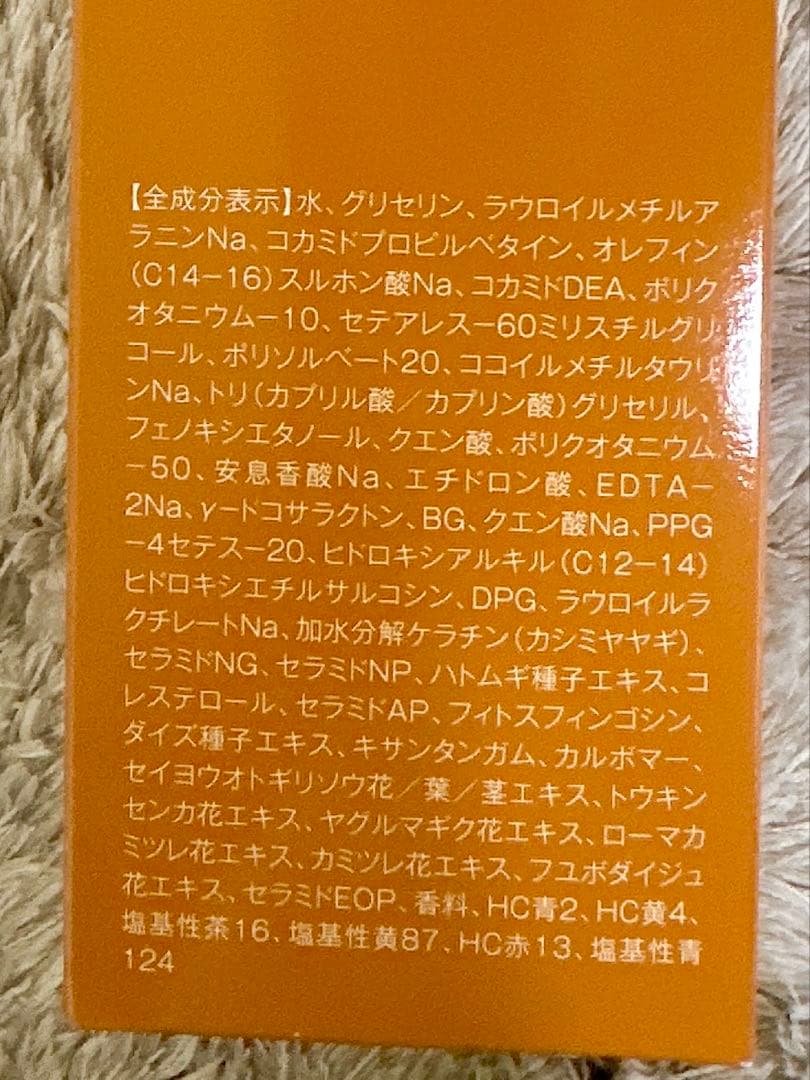 【全成分表示】水、グリセリン、ラウロイルメチルア
ラニンNa、コカミドプロピルベタイン、オレフィン
(C14-16)スルホン酸Na、コカミドDEA、ポリク
オタニウム-10、セテアレス-60ミリスチルグリ
コール、ポリソルベート20、ココイルメチルタウリ
ンNa、トリ(カプリル酸/カプリン酸)グリセリル、
フェノキシエタノール、クエン酸、ポリクオタニウム
-50、安息香酸Na、エチドロン酸、EDTA-
2Na、γ-ドコサラクトン、BG、クエン酸Na、PPG
-4セテス-20、ヒドロキシアルキル(C12-14)
ヒドロキシエチルサルコシン、DPG、ラウロイルラ
クチレートNa、加水分解ケラチン(カシミヤヤギ)、
セラミドNG、セラミドNP、ハトムギ種子エキス、コ
レステロール、セラミドAP、フィトスフィンゴシン、
ダイズ種子エキス、キサンタンガム、カルボマー、
セイヨウオトギリソウ花/葉/茎エキス、トウキン
センカ花エキス、ヤグルマギク花エキス、ローマカ
ミツレ花エキス、カミツレ花エキス、フユボダイジュ
花エキス、セラミドEOP、香料、HC青2、HC黄4、
塩基性茶16、塩基性黄87、HC赤13、塩基性青
124